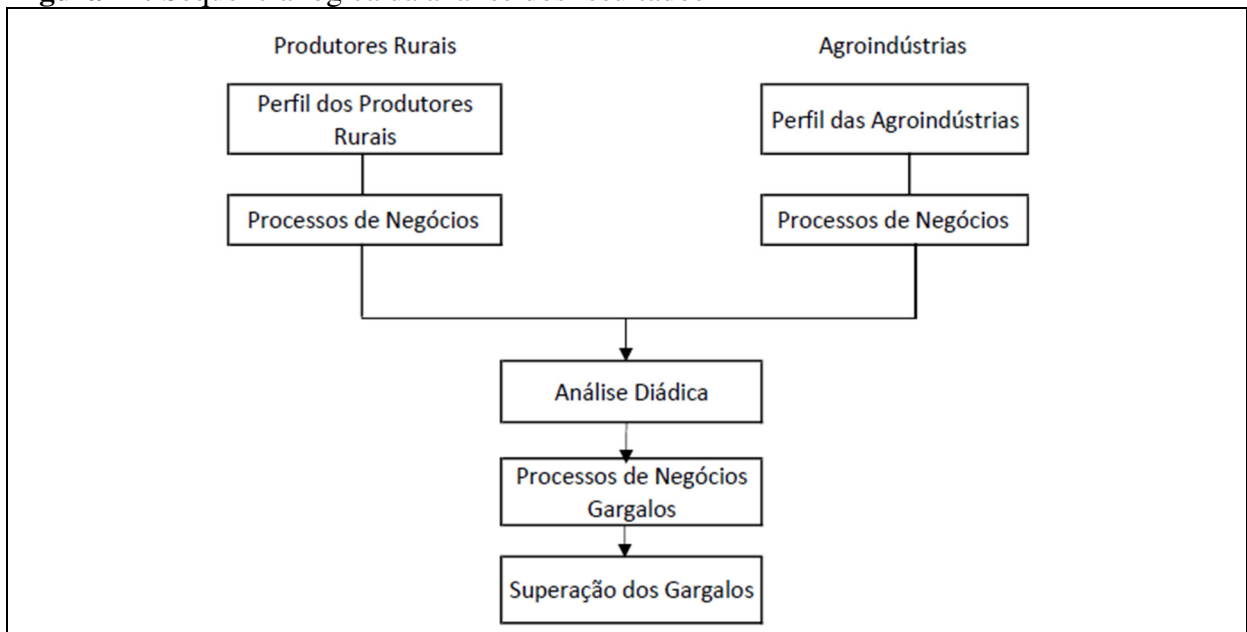 Produtores Rurais
Agroindústrias
Perfil dos Produtores
Rurais
Perfil das Agroindústrias
Processos de Negócios
Processos de Negócios
Análise Diádica
Processos de Negócios
Gargalos
Superação dos Gargalos